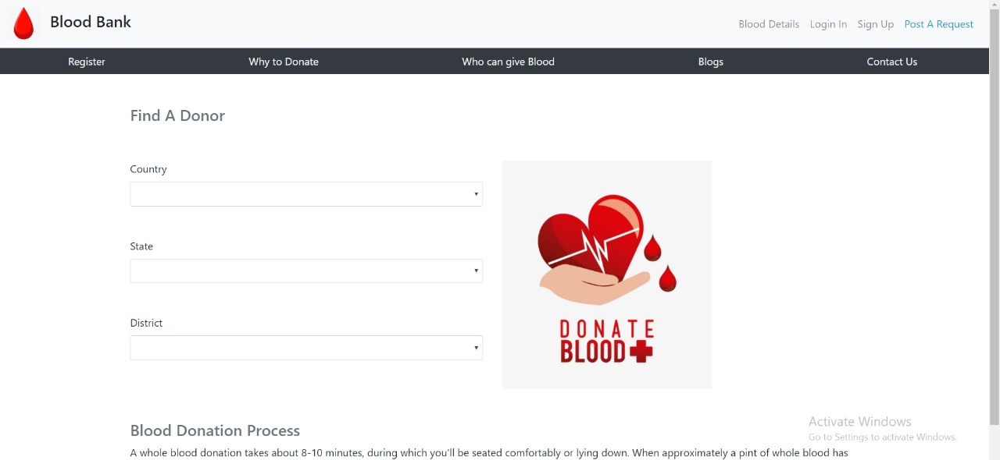 Blood Bank
Blood Details Login In Sign Up Post A Request
Register Why to Donate Who can give Blood Blogs Contact Us
Find A Donor
Country
State
District
DONATE
BLOOD
Blood Donation Process
A whole blood donation takes about 8-10 minutes, during which you'll be seated comfortably or lying down. When approximately a pint of whole blood has
Activate Windows
Go to Settings to activate Windows.